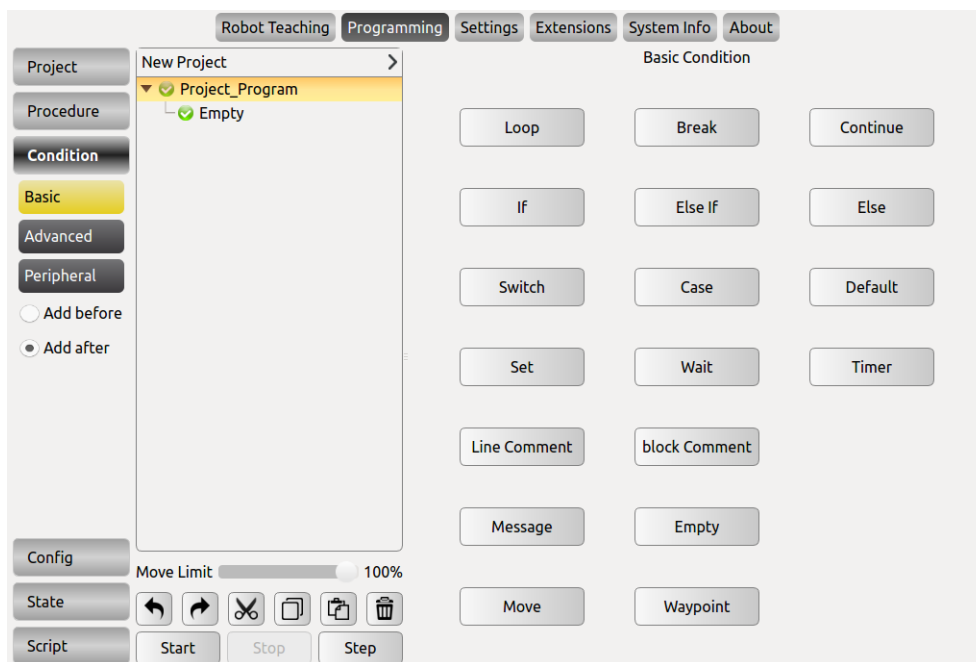 Robot Teaching Programming Settings Extensions System Info About
Project
Procedure
Condition
Basic
Advanced
Peripheral
Add before
Add after
Config
State
Script
New Project
Project_Program
Empty
Move Limit 100%
Start Stop Step
Basic Condition
Loop Break Continue
If Else If Else
Switch Case Default
Set Wait Timer
Line Comment block Comment
Message Empty
Move Waypoint